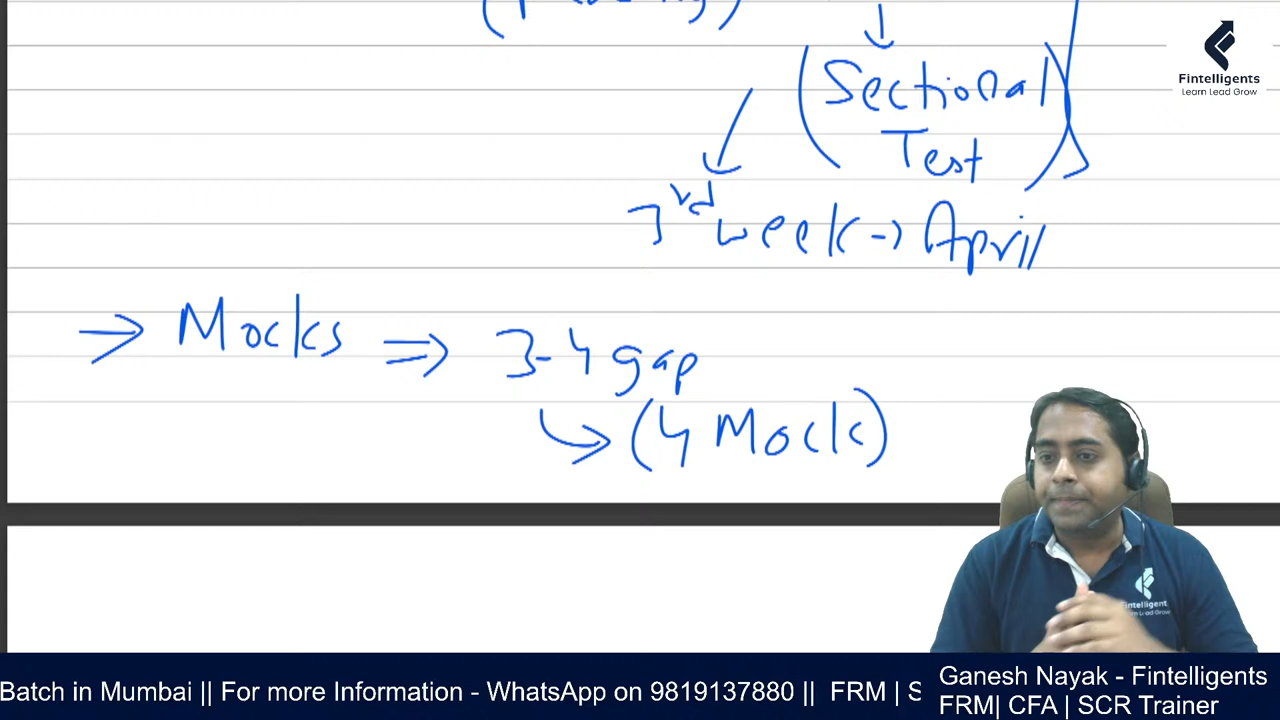 Fintelligents
Learn Lead Grow
(Sectional
Test)
3rd week -> April
=> Mocks => 3-4 gap
(4 Mock)
Batch in Mumbai || For more Information - WhatsApp on 9819137880 || FRM | S
Ganesh Nayak - Fintelligents
FRM| CFA | SCR Trainer